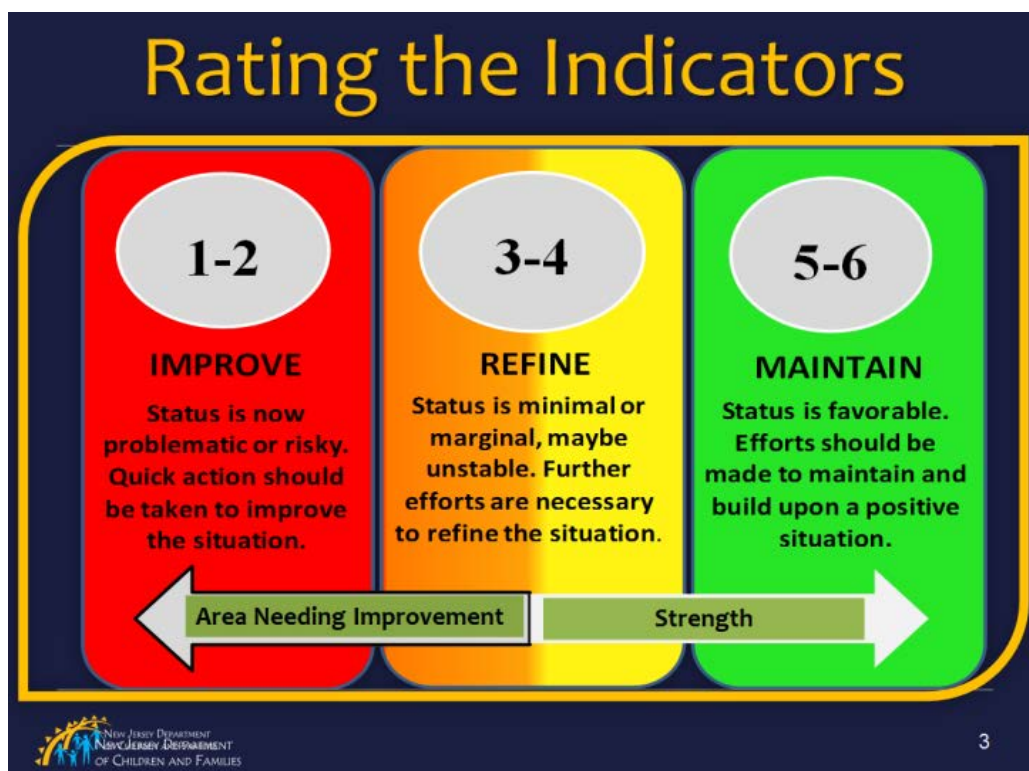 Rating the Indicators
1-2
IMPROVE
Status is now
problematic or risky.
Quick action should
be taken to improve
the situation.
3-4
REFINE
Status is minimal or
marginal, maybe
unstable. Further
efforts are necessary
to refine the situation.
5-6
MAINTAIN
Status is favorable.
Efforts should be
made to maintain and
build upon a positive
situation.
Area Needing Improvement
Strength
NEW JERSEY DEPARTMENT
NEW JERSEY DEPARTMENT
OF CHILDREN AND FAMILIES
3